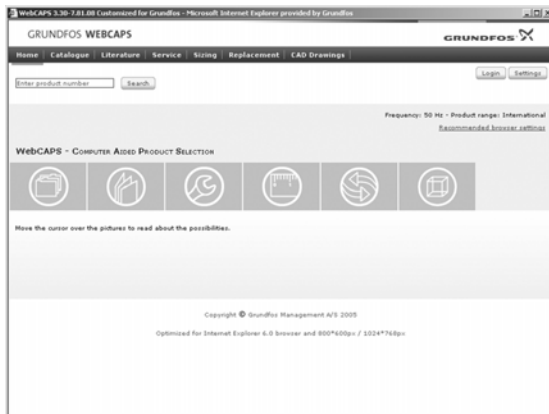 WebCAPS 3.30-7.01.08 Customized for Grundfos - Microsoft Internet Explorer provided by Grundfos
GRUNDFOS WEBCAPS
GRUNDFOS
Home | Catalogue | Literature | Service | Sizing | Replacement | CAD Drawings
Login Settings
Enter product number Search
Frequency: 50 Hz - Product range: International
Recommended browser settings
WebCAPS - Computer Aided Product Selection
Move the cursor over the pictures to read about the possibilities.
Copyright © Grundfos Management A/S 2005
Optimized for Internet Explorer 6.0 browser and 800*600px / 1024*768px